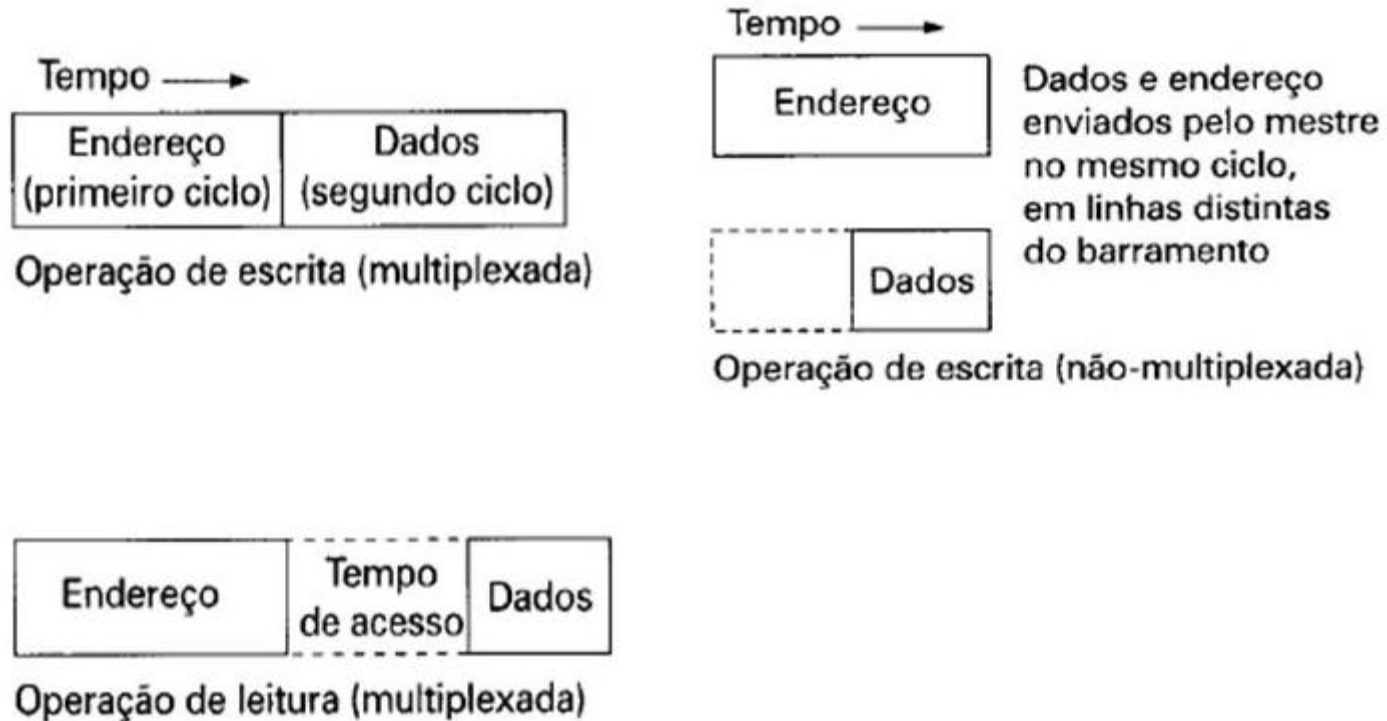 Tempo
Endereço
(primeiro ciclo)
Dados
(segundo ciclo)
Operação de escrita (multiplexada)
Tempo
Endereço
Dados e endereço
enviados pelo mestre
no mesmo ciclo,
em linhas distintas
do barramento
Dados
Operação de escrita (não-multiplexada)
Endereço
Tempo
de acesso
Dados
Operação de leitura (multiplexada)